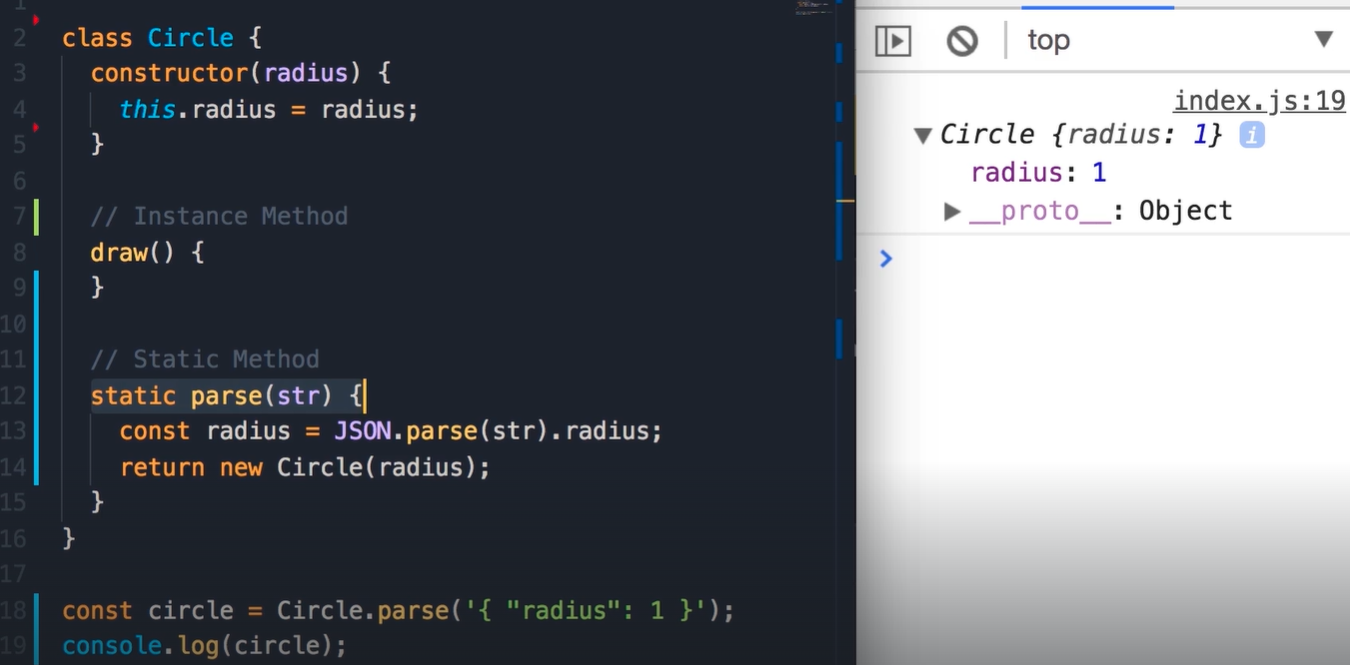 1
2 class Circle {
3 constructor(radius) {
4 this.radius = radius;
5 }
6
7 // Instance Method
8 draw() {
9 }
10
11 // Static Method
12 static parse(str) {
13 const radius = JSON.parse(str).radius;
14 return new Circle(radius);
15 }
16 }
17
18 const circle = Circle.parse('{ "radius": 1 }');
19 console.log(circle);
top
index.js:19
Circle {radius: 1} i
radius: 1
__proto__: Object